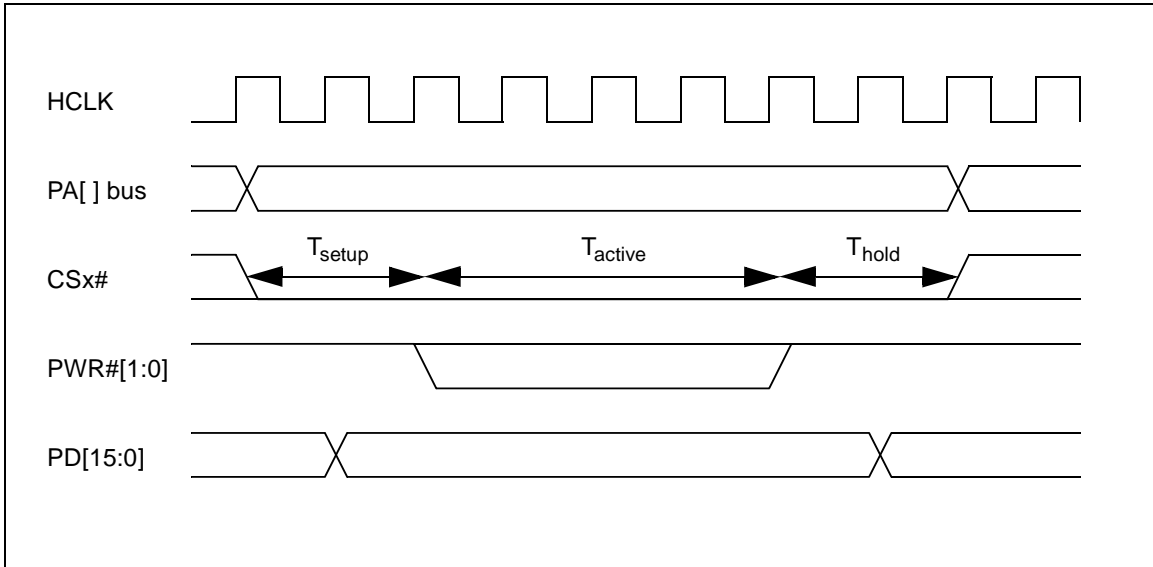 HCLK
PA[ ] bus
Tsetup
Tactive
Thold
CSx#
PWR#[1:0]
PD[15:0]